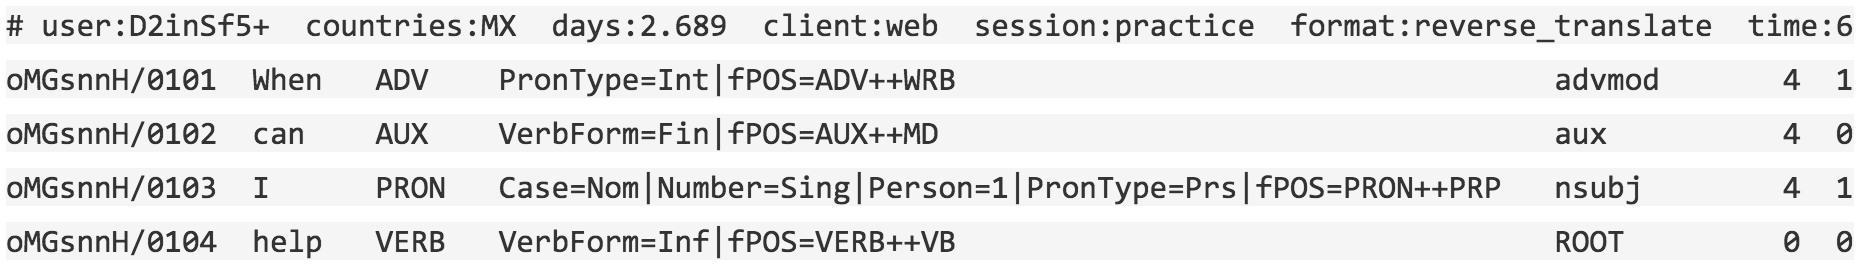 # user:D2inSf5+ countries:MX days:2.689 client:web session:practice format:reverse_translate time:6
oMGsnnH/0101 When ADV PronType=Int|fPOS=ADV++WRB advmod 4 1
oMGsnnH/0102 can AUX VerbForm=Fin|fPOS=AUX++MD aux 4 0
oMGsnnH/0103 I PRON Case=Nom|Number=Sing|Person=1|PronType=Prs|fPOS=PRON++PRP nsubj 4 1
oMGsnnH/0104 help VERB VerbForm=Inf|fPOS=VERB++VB ROOT 0 0